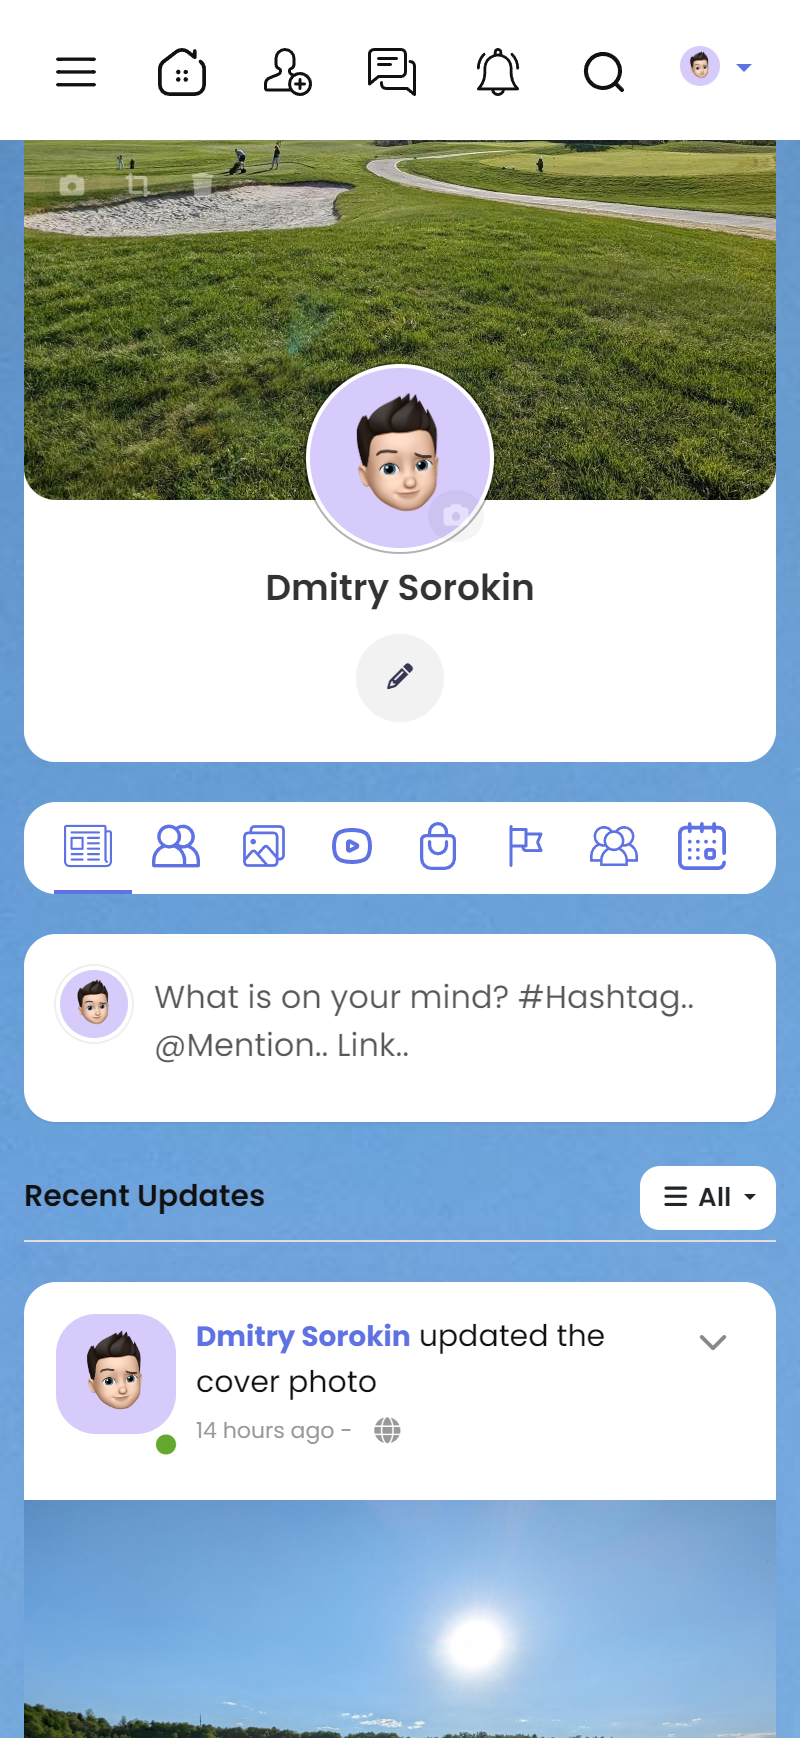 Dmitry Sorokin
What is on your mind? #Hashtag..
@Mention.. Link..
Recent Updates
All
Dmitry Sorokin updated the
cover photo
14 hours ago -